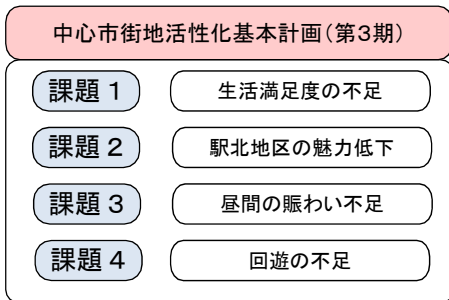 中心市街地活性化基本計画（第３期）
課題１ 生活満足度の不足
課題２ 駅北地区の魅力低下
課題３ 昼間の賑わい不足
課題４ 回遊の不足